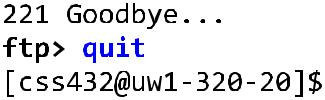 221 Goodbye...
ftp> quit
[css432@uw1-320-20]$